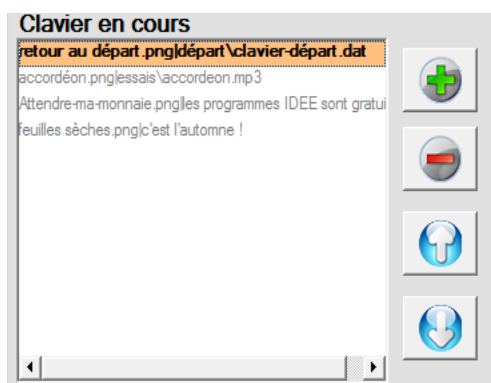 Clavier en cours
retour au départ.png|départ\clavier-départ.dat
accordéon.png|essais\accordeon.mp3
Attendre-ma-monnaie.png|les programmes IDEE sont gratui
feuilles sèches.png|c'est l'automne !